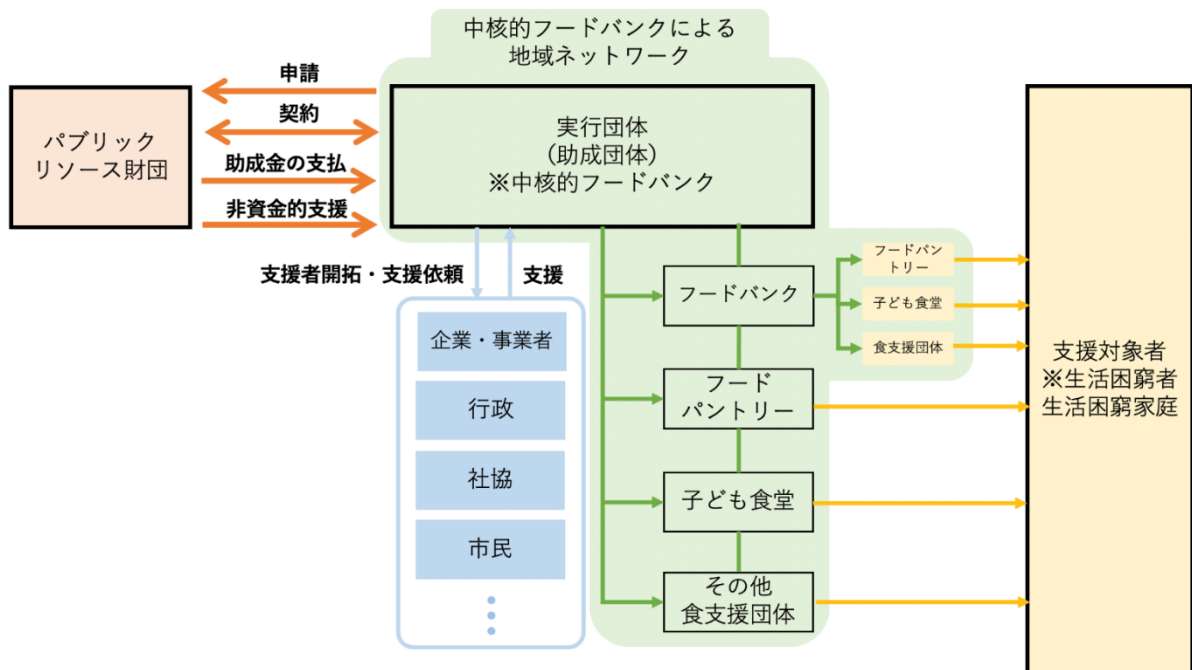 中核的フードバンクによる
地域ネットワーク
申請
契約
助成金の支払
非資金的支援
パブリック
リソース財団
実行団体
(助成団体)
※中核的フードバンク
支援者開拓・支援依頼
支援
企業・事業者
行政
社協
市民
フードバンク
フード
パントリー
子ども食堂
その他
食支援団体
フードパン
トリー
子ども食堂
食支援団体
支援対象者
※生活困窮者
生活困窮家庭